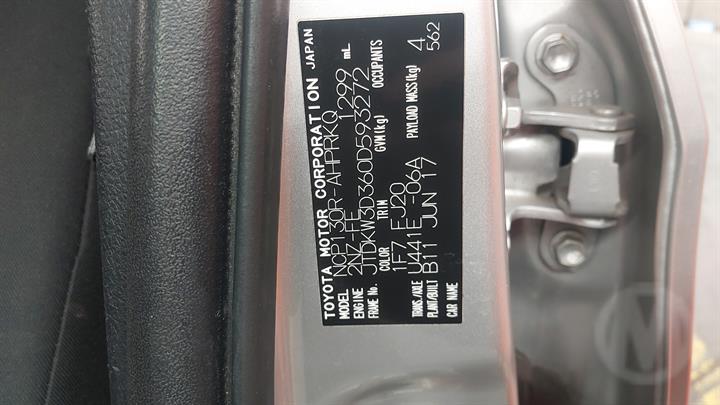 TOYOTA MOTOR CORPORATION JAPAN
MODEL NCP130R-AHPRKQ
ENGINE 2NZ-FE 1299 mL
FRAME No. JTDKW3D360D593272
COLOR TRIM GVM(kg) OCCUPANTS
1F7 EJ20 4
TRANS/AXLE U441E -06A PAYLOAD MASS(kg) 562
PLANT/BUILT B11 JUN 17
CAR NAME
M